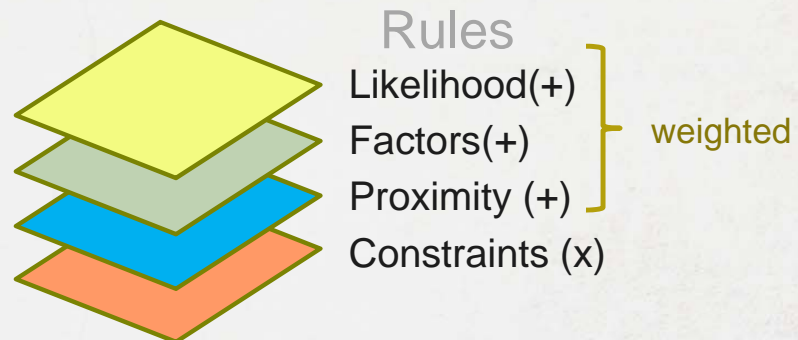 Rules
Likelihood(+)
Factors(+)
Proximity (+)
Constraints (x)
weighted